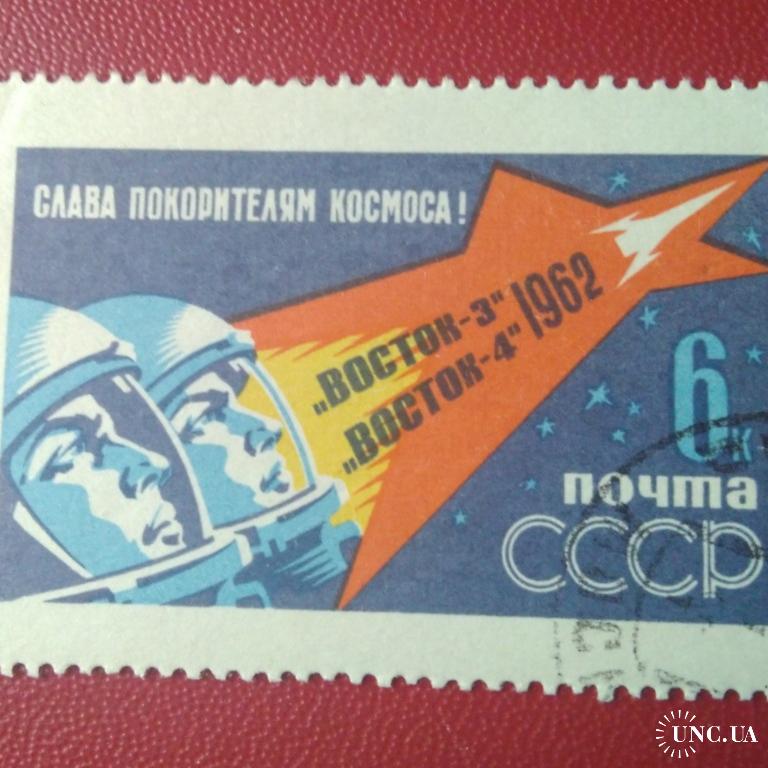 СЛАВА ПОКОРИТЕЛЯМ КОСМОСА!
„ВОСТОК-3"
„ВОСТОК-4"
1962
6к
почта
СССР
UNC.UA